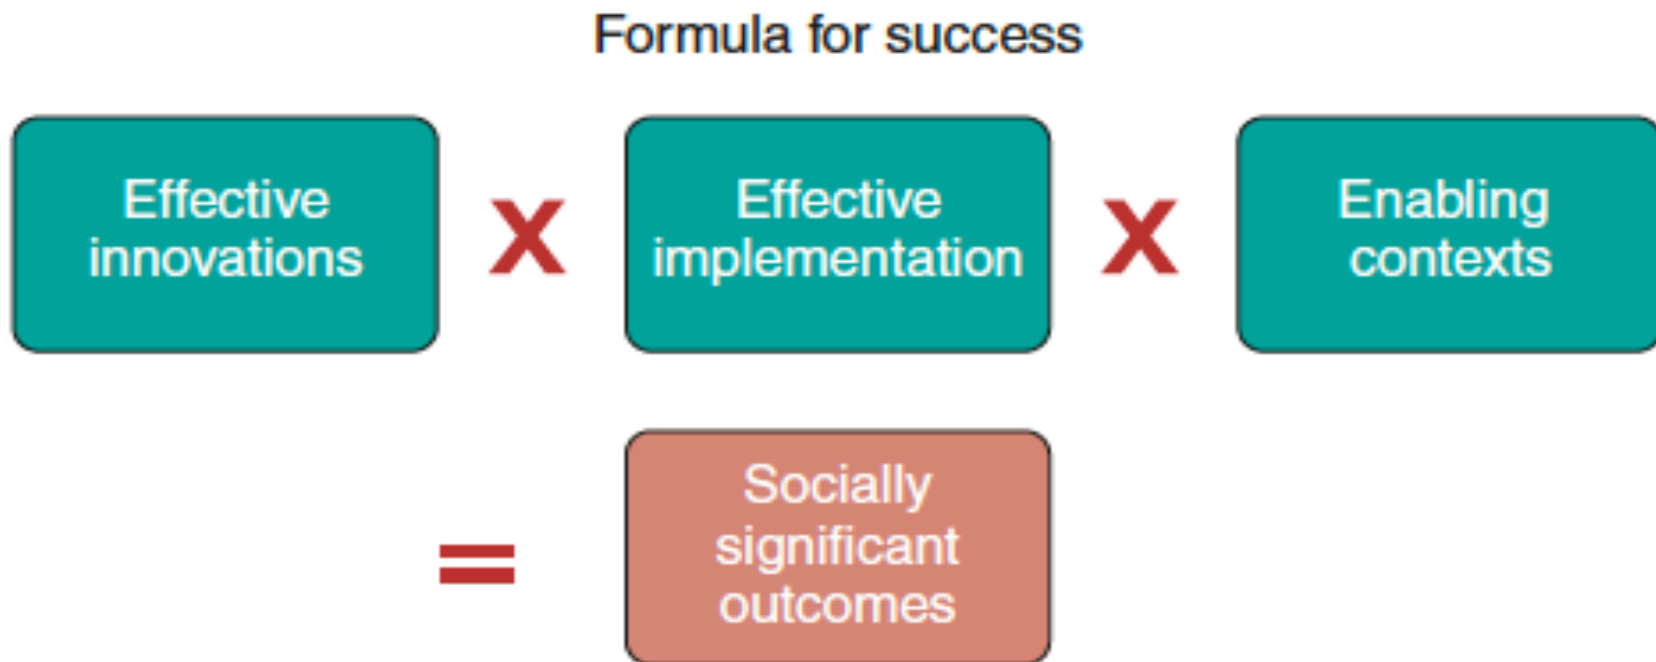 Formula for success
Effective
innovations
X
Effective
implementation
X
Enabling
contexts
=
Socially
significant
outcomes